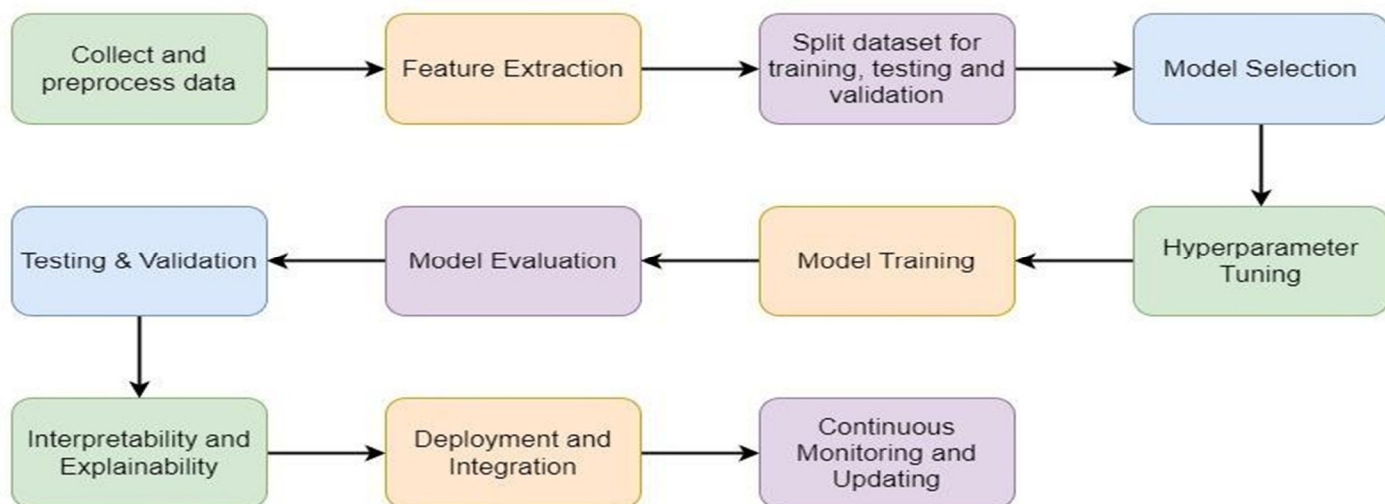 Collect and
preprocess data
Feature Extraction
Split dataset for
training, testing and
validation
Model Selection
Hyperparameter
Tuning
Model Training
Model Evaluation
Testing & Validation
Interpretability and
Explainability
Deployment and
Integration
Continuous
Monitoring and
Updating